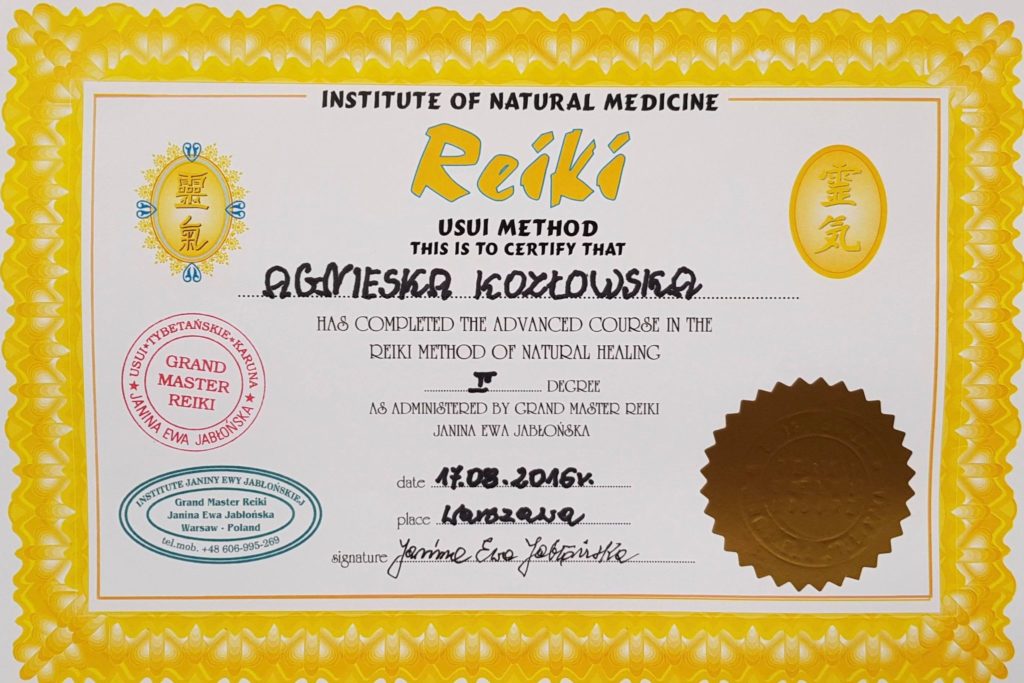 INSTITUTE OF NATURAL MEDICINE
Reiki
靈氣
霊気
USUI METHOD
THIS IS TO CERTIFY THAT
AGNIESKA KOZŁOWSKA
HAS COMPLETED THE ADVANCED COURSE IN THE
REIKI METHOD OF NATURAL HEALING
II° DEGREE
AS ADMINISTERED BY GRAND MASTER REIKI
JANINA EWA JABŁOŃSKA
USUI★TYBETAŃSKIE★KARUNA
GRAND
MASTER
REIKI
★ JANINA EWA JABŁOŃSKA ★
INSTITUTE JANINY EWY JABŁOŃSKIEJ
Grand Master Reiki
Janina Ewa Jabłońska
Warsaw - Poland
tel.mob. +48 606-995-269
date 17.08.2016r.
place Warszawa
signature Janina Ewa Jabłońska